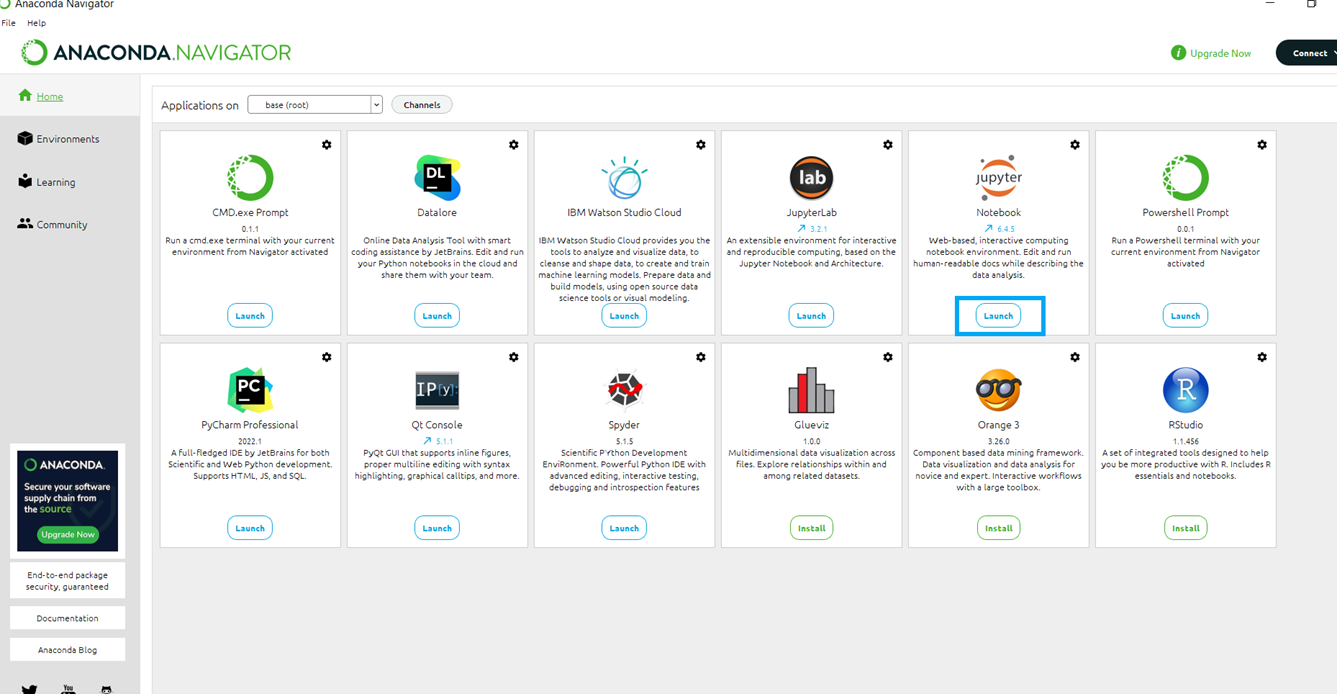 Anaconda Navigator
File Help
ANACONDA.NAVIGATOR
i Upgrade Now
Connect
Home
Environments
Learning
Community
Applications on
base (root)
Channels
CMD.exe Prompt
0.1.1
Run a cmd.exe terminal with your current
environment from Navigator activated
Launch
DL
Datalore
Online Data Analysis Tool with smart
coding assistance by JetBrains. Edit and run
your Python notebooks in the cloud and
share them with your team.
Launch
IBM Watson Studio Cloud
IBM Watson Studio Cloud provides you the
tools to analyze and visualize data, to
cleanse and shape data, to create and train
machine learning models. Prepare data and
build models, using open source data
science tools or visual modeling.
Launch
lab
JupyterLab
3.2.1
An extensible environment for interactive
and reproducible computing, based on the
Jupyter Notebook and Architecture.
Launch
jupyter
Notebook
6.4.5
Web-based, interactive computing
notebook environment. Edit and run
human-readable docs while describing the
data analysis.
Launch
Powershell Prompt
0.0.1
Run a Powershell terminal with your
current environment from Navigator
activated
Launch
PC
PyCharm Professional
2022.1
A full-fledged IDE by JetBrains for both
Scientific and Web Python development.
Supports HTML, JS, and SQL.
Launch
IP[y]:
Qt Console
5.1.1
PyQt GUI that supports inline figures,
proper multiline editing with syntax
highlighting, graphical calltips, and more.
Launch
Spyder
5.1.5
Scientific PYthon Development
EnviRonment. Powerful Python IDE with
advanced editing, interactive testing,
debugging and introspection features
Launch
Glueviz
1.0.0
Multidimensional data visualization across
files. Explore relationships within and
among related datasets.
Install
Orange 3
3.26.0
Component based data mining framework.
Data visualization and data analysis for
novice and expert. Interactive workflows
with a large toolbox.
Install
R
RStudio
1.1.456
A set of integrated tools designed to help
you be more productive with R. Includes R
essentials and notebooks.
Install
ANACONDA.
Secure your software
supply chain from
the source
Upgrade Now
End-to-end package
security, guaranteed
Documentation
Anaconda Blog
You